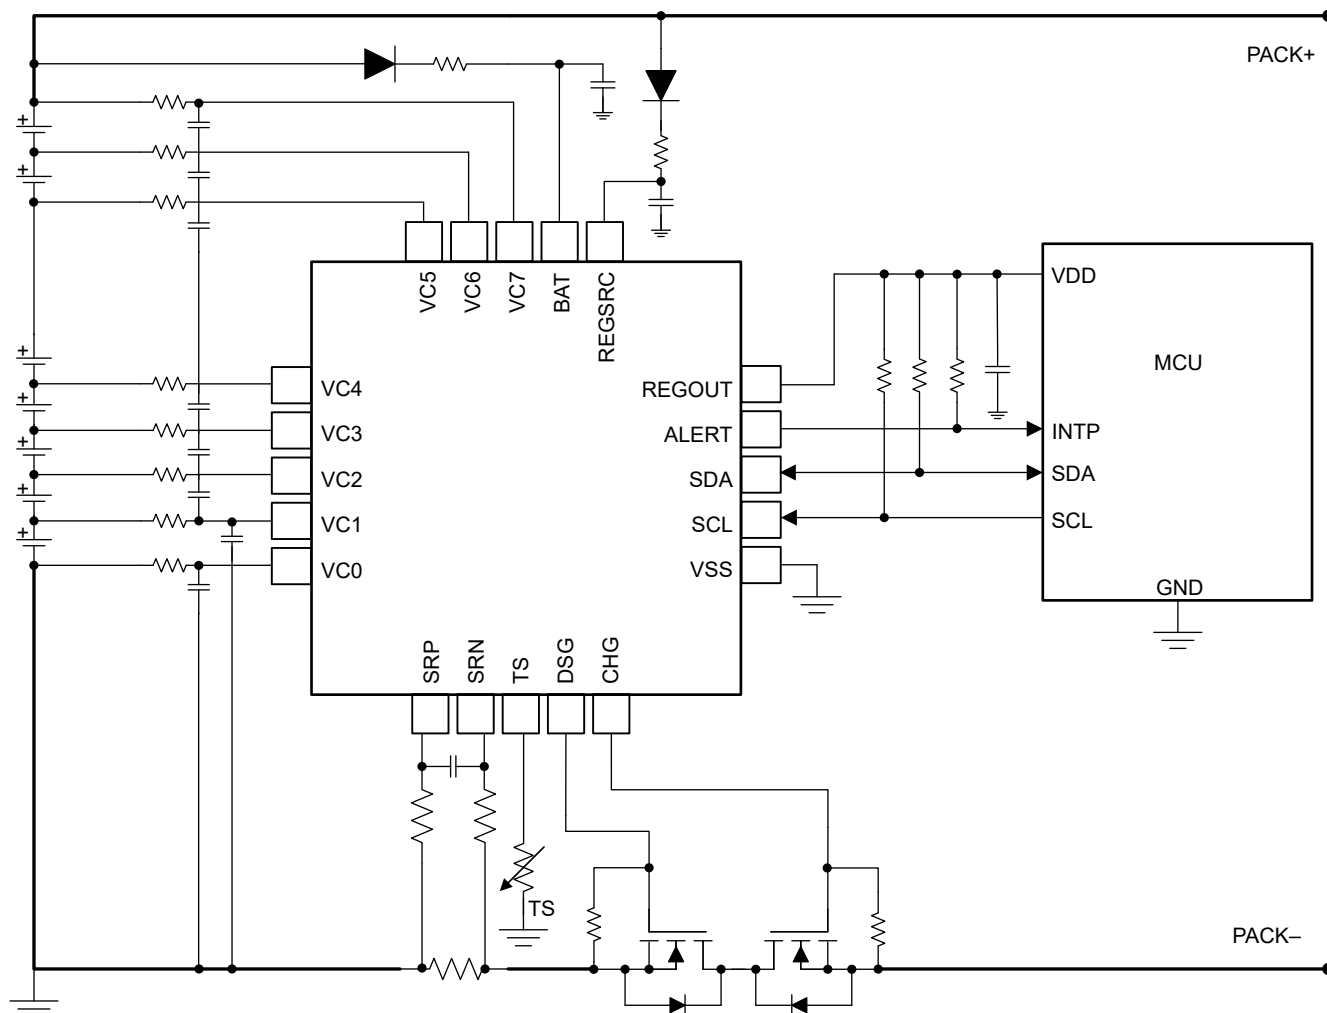 PACK+
VC5
VC6
VC7
BAT
REGSRC
VC4
VC3
VC2
VC1
VC0
REGOUT
ALERT
SDA
SCL
VSS
VDD
MCU
INTP
SDA
SCL
GND
SRP
SRN
TS
DSG
CHG
TS
PACK–
+
+
+
+
+
+
+